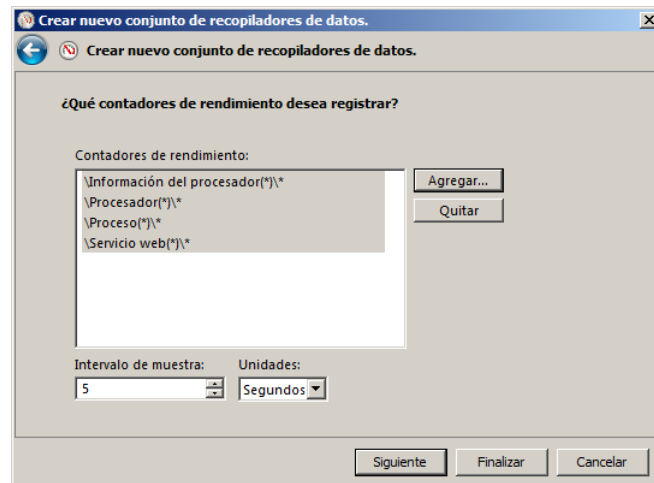 Crear nuevo conjunto de recopiladores de datos.
Crear nuevo conjunto de recopiladores de datos.
¿Qué contadores de rendimiento desea registrar?
Contadores de rendimiento:
\Información del procesador(*)\*
\Procesador(*)\*
\Proceso(*)\*
\Servicio web(*)\*
Agregar...
Quitar
Intervalo de muestra: Unidades:
5 Segundos
Siguiente Finalizar Cancelar